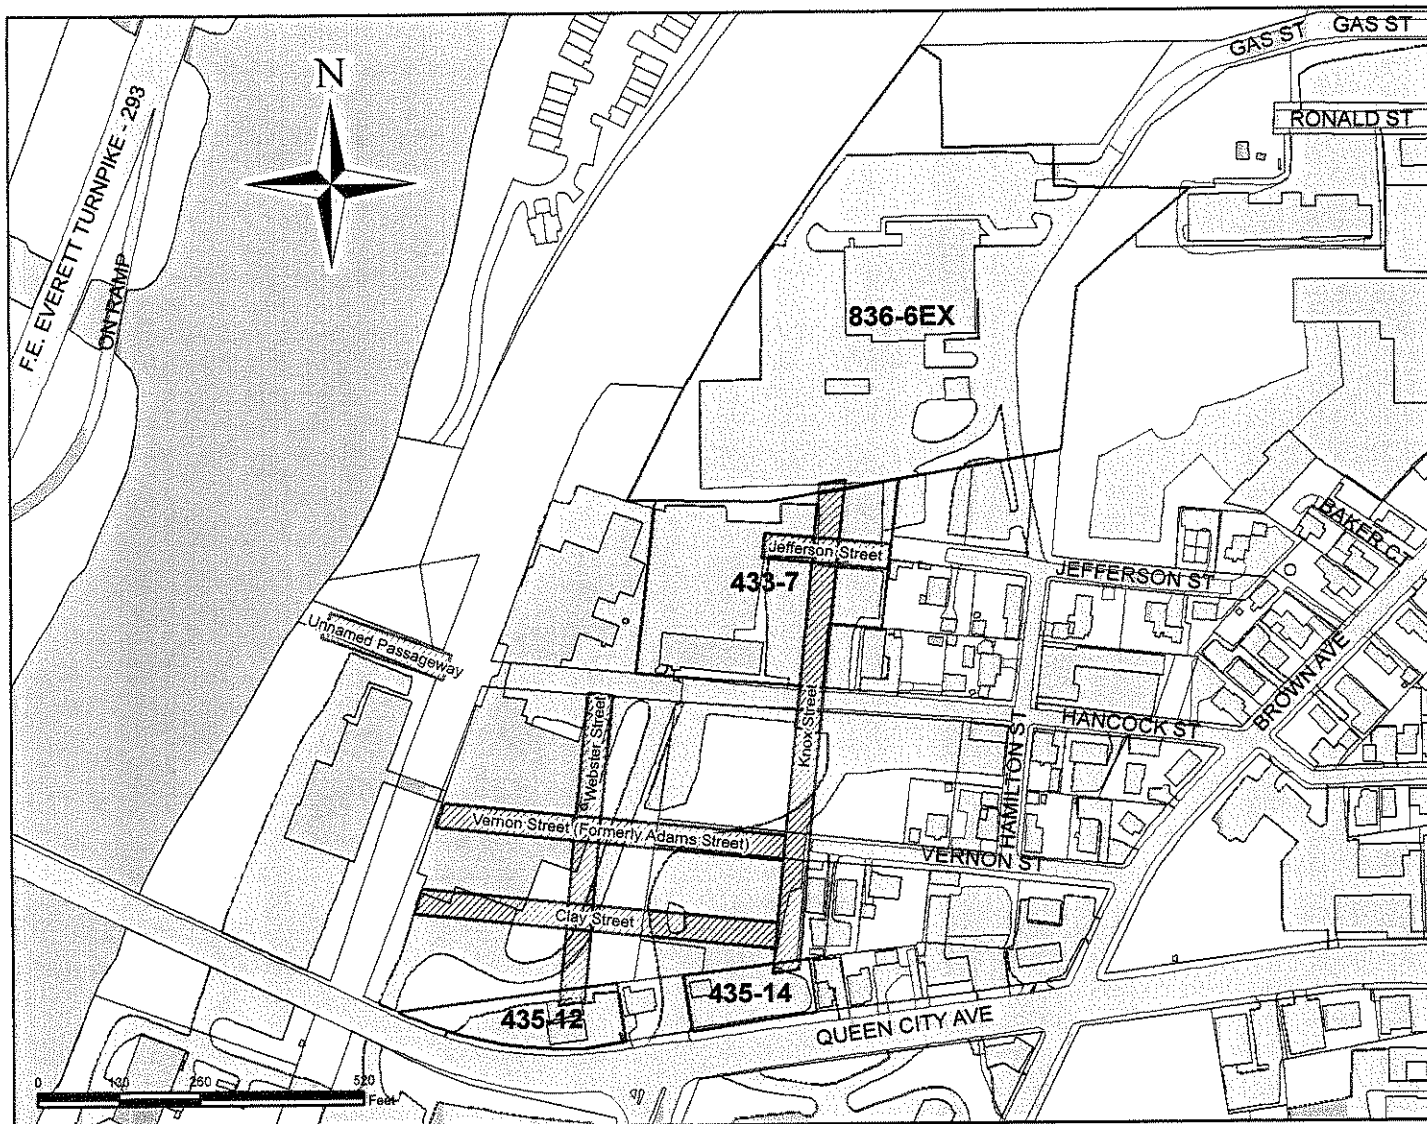 GAS ST
GAS ST
RONALD ST
N
F.E. EVERETT TURNPIKE - 293
ON RAMP
836-6EX
BAKER CT
Jefferson Street
JEFFERSON ST
433-7
Unnamed Passageway
BROWN AVE
Webster Street
Knox Street
HANCOCK ST
HAMILTON ST
Vernon Street (Formerly Adams Street)
VERNON ST
Clay Street
435-14
435-12
QUEEN CITY AVE
0 130 260 520
Feet